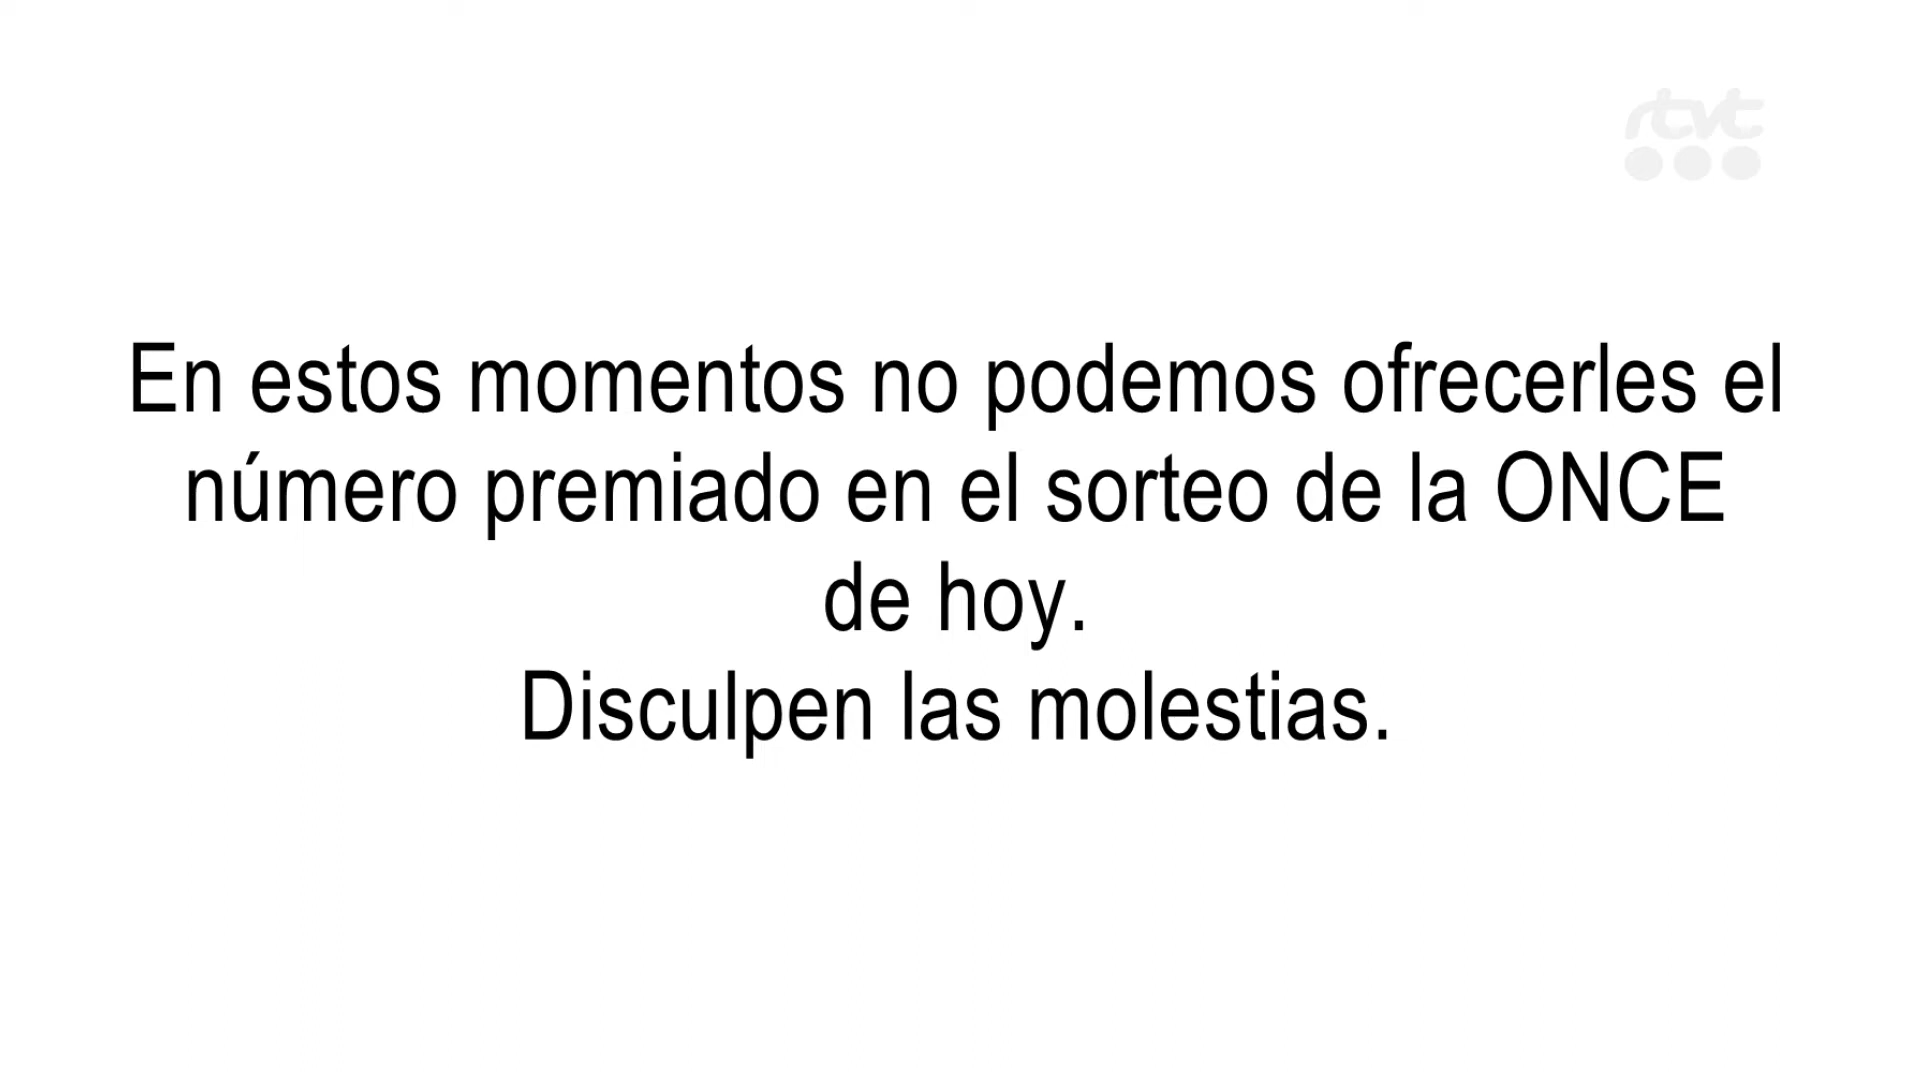 rtvt
En estos momentos no podemos ofrecerles el
número premiado en el sorteo de la ONCE
de hoy.
Disculpen las molestias.